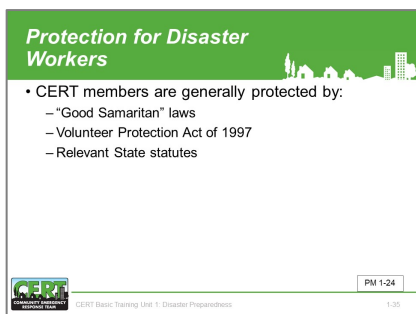 Protection for Disaster
Workers
• CERT members are generally protected by:
– “Good Samaritan” laws
– Volunteer Protection Act of 1997
– Relevant State statutes
PM 1-24
CERT
COMMUNITY EMERGENCY
RESPONSE TEAM
CERT Basic Training Unit 1: Disaster Preparedness
1-35